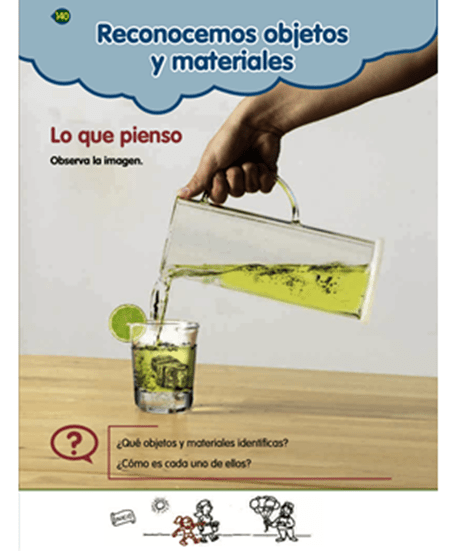 140
Reconocemos objetos
y materiales
Lo que pienso
Observa la imagen.
¿Qué objetos y materiales identificas?
¿Cómo es cada uno de ellos?
INICIO